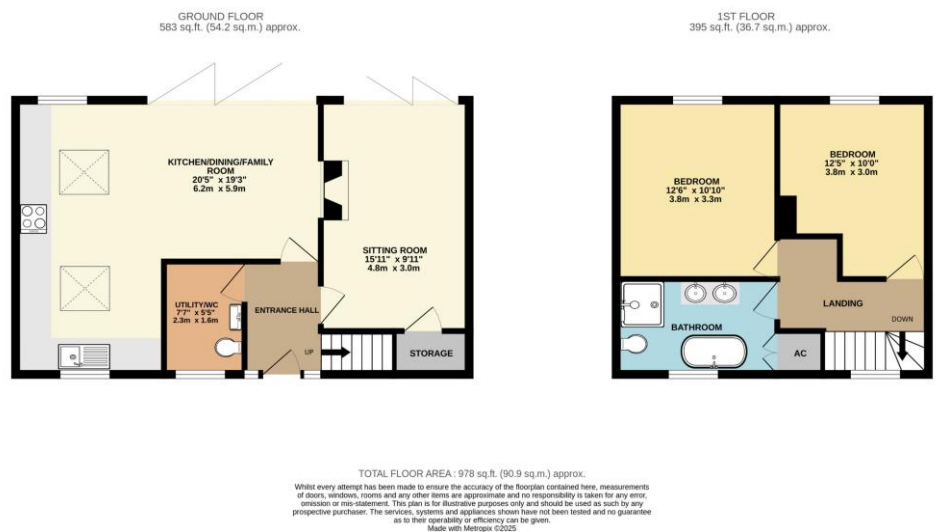 GROUND FLOOR
583 sq.ft. (54.2 sq.m.) approx.
1ST FLOOR
395 sq.ft. (36.7 sq.m.) approx.
KITCHEN/DINING/FAMILY
ROOM
20'5" x 19'3"
6.2m x 5.9m
SITTING ROOM
15'11" x 9'11"
4.8m x 3.0m
UTILITY/WC
7'7" x 5'5"
2.3m x 1.6m
ENTRANCE HALL
UP
STORAGE
BEDROOM
12'6" x 10'10"
3.8m x 3.3m
BEDROOM
12'5" x 10'0"
3.8m x 3.0m
LANDING
DOWN
BATHROOM
AC
TOTAL FLOOR AREA : 978 sq.ft. (90.9 sq.m.) approx.
Whilst every attempt has been made to ensure the accuracy of the floorplan contained here, measurements
of doors, windows, rooms and any other items are approximate and no responsibility is taken for any error,
omission or mis-statement. This plan is for illustrative purposes only and should be used as such by any
prospective purchaser. The services, systems and appliances shown have not been tested and no guarantee
as to their operability or efficiency can be given.
Made with Metropix ©2025